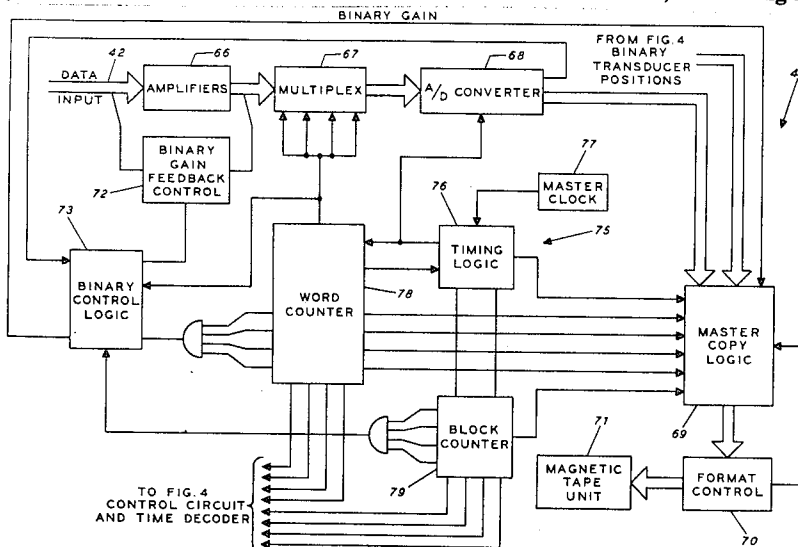 BINARY GAIN
42
66
67
68
FROM FIG. 4
BINARY
TRANSDUCER
POSITIONS
4
DATA
INPUT
AMPLIFIERS
MULTIPLEX
A/D CONVERTER
BINARY
GAIN
FEEDBACK
CONTROL
72
77
MASTER
CLOCK
76
75
73
TIMING
LOGIC
BINARY
CONTROL
LOGIC
WORD
COUNTER
78
MASTER
COPY
LOGIC
69
BLOCK
COUNTER
79
71
MAGNETIC
TAPE
UNIT
FORMAT
CONTROL
70
TO FIG. 4
CONTROL CIRCUIT
AND TIME DECODER